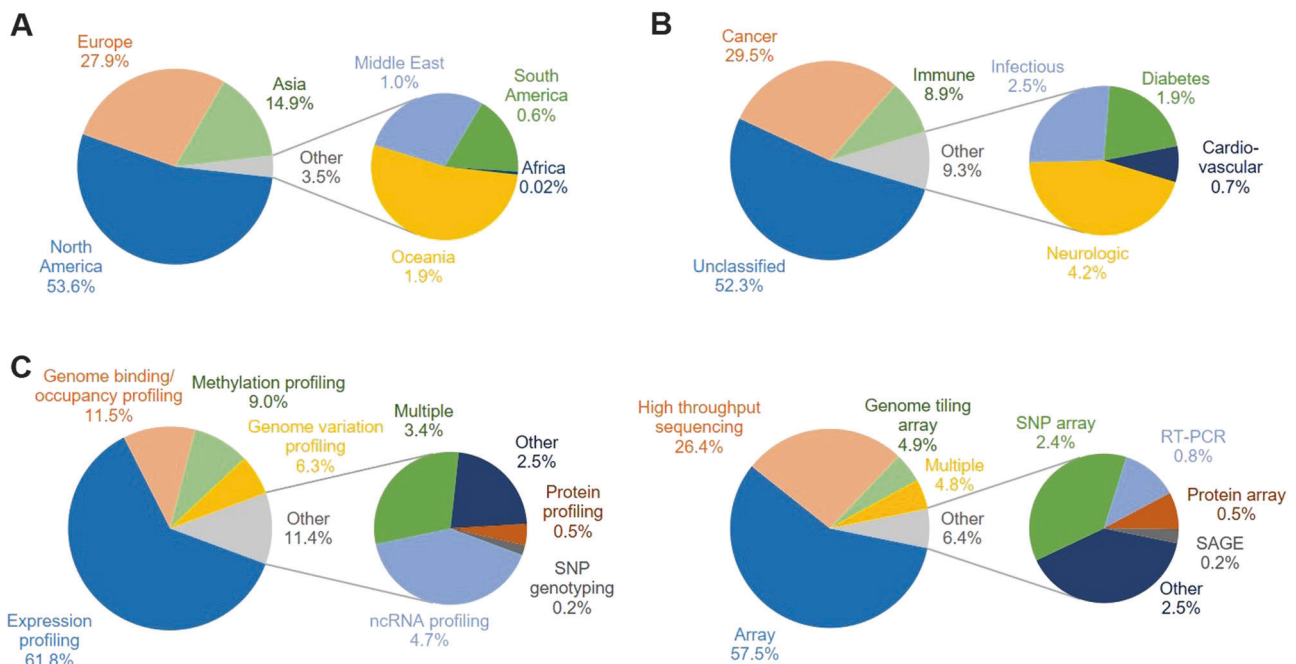 A
Europe
27.9%
Asia
14.9%
Other
3.5%
North
America
53.6%
Middle East
1.0%
South
America
0.6%
Africa
0.02%
Oceania
1.9%
B
Cancer
29.5%
Immune
8.9%
Other
9.3%
Unclassified
52.3%
Infectious
2.5%
Diabetes
1.9%
Cardio-
vascular
0.7%
Neurologic
4.2%
C
Genome binding/
occupancy profiling
11.5%
Methylation profiling
9.0%
Genome variation
profiling
6.3%
Other
11.4%
Expression
profiling
61.8%
Multiple
3.4%
Other
2.5%
Protein
profiling
0.5%
SNP
genotyping
0.2%
ncRNA profiling
4.7%
High throughput
sequencing
26.4%
Genome tiling
array
4.9%
Multiple
4.8%
Other
6.4%
Array
57.5%
SNP array
2.4%
RT-PCR
0.8%
Protein array
0.5%
SAGE
0.2%
Other
2.5%